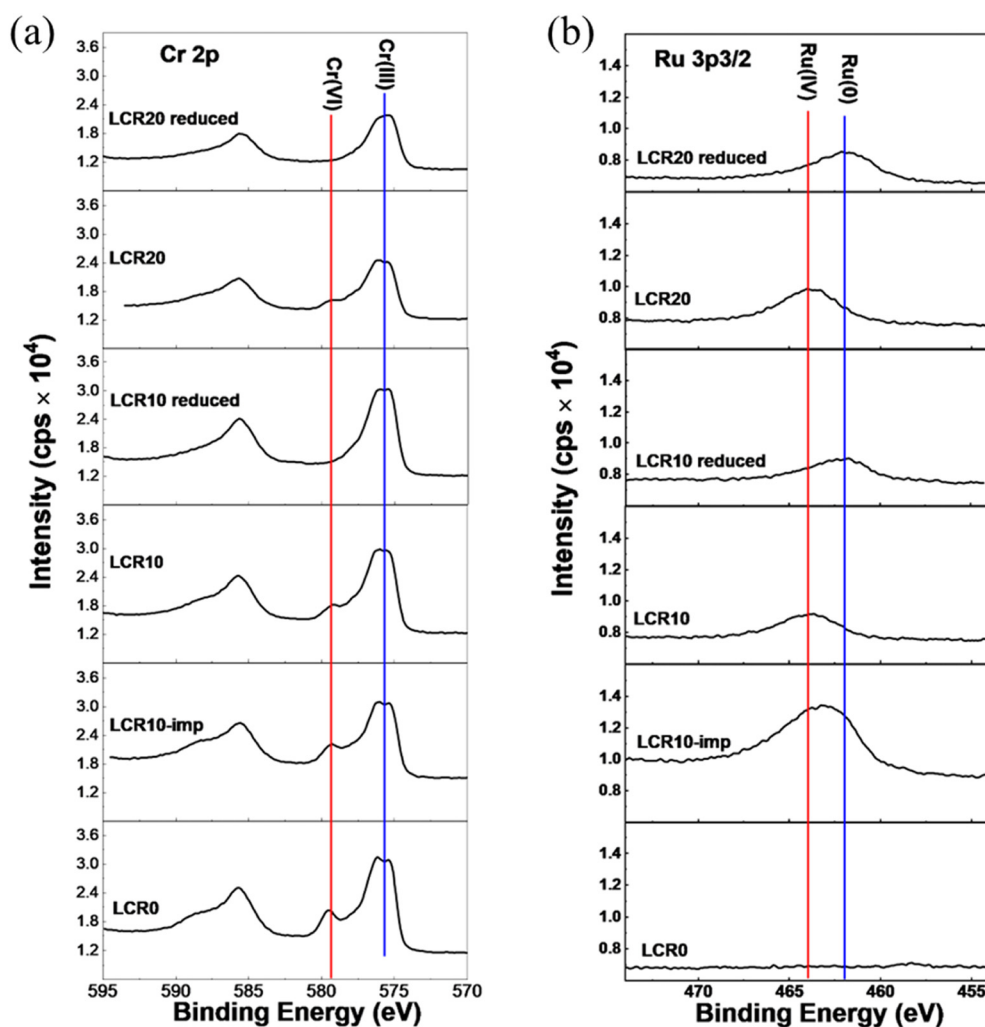 (a)
Cr 2p
Cr(VI)
Cr(III)
Intensity (cps × 10⁴)
3.6
3.0
2.4
1.8
1.2
LCR20 reduced
3.6
3.0
2.4
1.8
1.2
LCR20
3.6
3.0
2.4
1.8
1.2
LCR10 reduced
3.6
3.0
2.4
1.8
1.2
LCR10
3.6
3.0
2.4
1.8
1.2
LCR10-imp
3.6
3.0
2.4
1.8
1.2
LCR0
595 590 585 580 575 570
Binding Energy (eV)
(b)
Ru 3p3/2
Ru(IV)
Ru(0)
Intensity (cps × 10⁴)
1.4
1.2
1.0
0.8
LCR20 reduced
1.4
1.2
1.0
0.8
LCR20
1.4
1.2
1.0
0.8
LCR10 reduced
1.4
1.2
1.0
0.8
LCR10
1.4
1.2
1.0
0.8
LCR10-imp
1.4
1.2
1.0
0.8
LCR0
470 465 460 455
Binding Energy (eV)